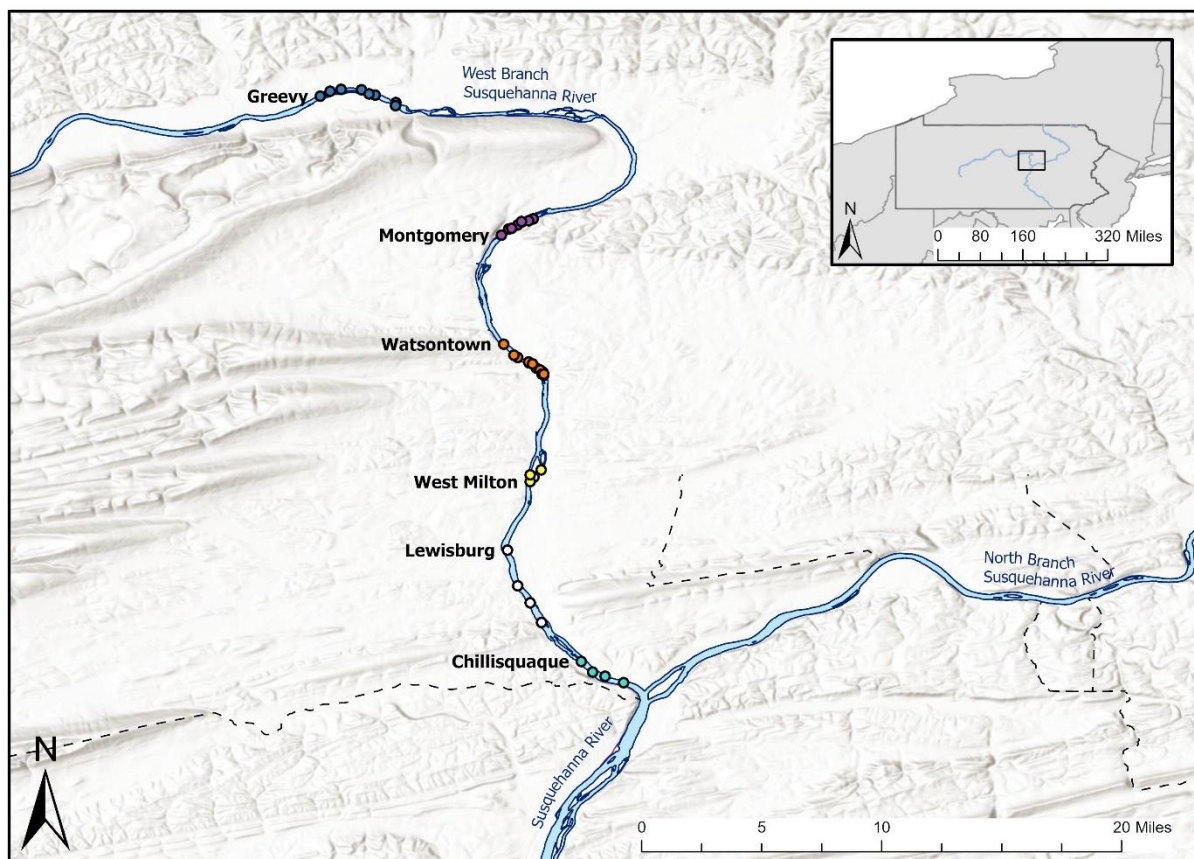 West Branch
Susquehanna River
Greevy
N
0 80 160 320 Miles
Montgomery
Watsontown
West Milton
Lewisburg
North Branch
Susquehanna River
Chillisquaque
Susquehanna River
N
0 5 10 20 Miles